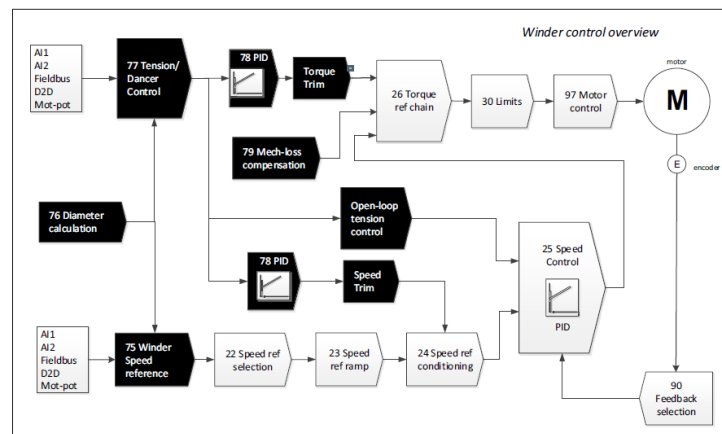 Winder control overview
AI1
AI2
Fieldbus
D2D
Mot-pot
77 Tension/
Dancer
Control
78 PID
Torque
Trim
26 Torque
ref chain
30 Limits
97 Motor
control
motor
M
E
encoder
79 Mech-loss
compensation
76 Diameter
calculation
Open-loop
tension
control
78 PID
Speed
Trim
25 Speed
Control
PID
AI1
AI2
Fieldbus
D2D
Mot-pot
75 Winder
Speed
reference
22 Speed ref
selection
23 Speed
ref ramp
24 Speed ref
conditioning
90
Feedback
selection